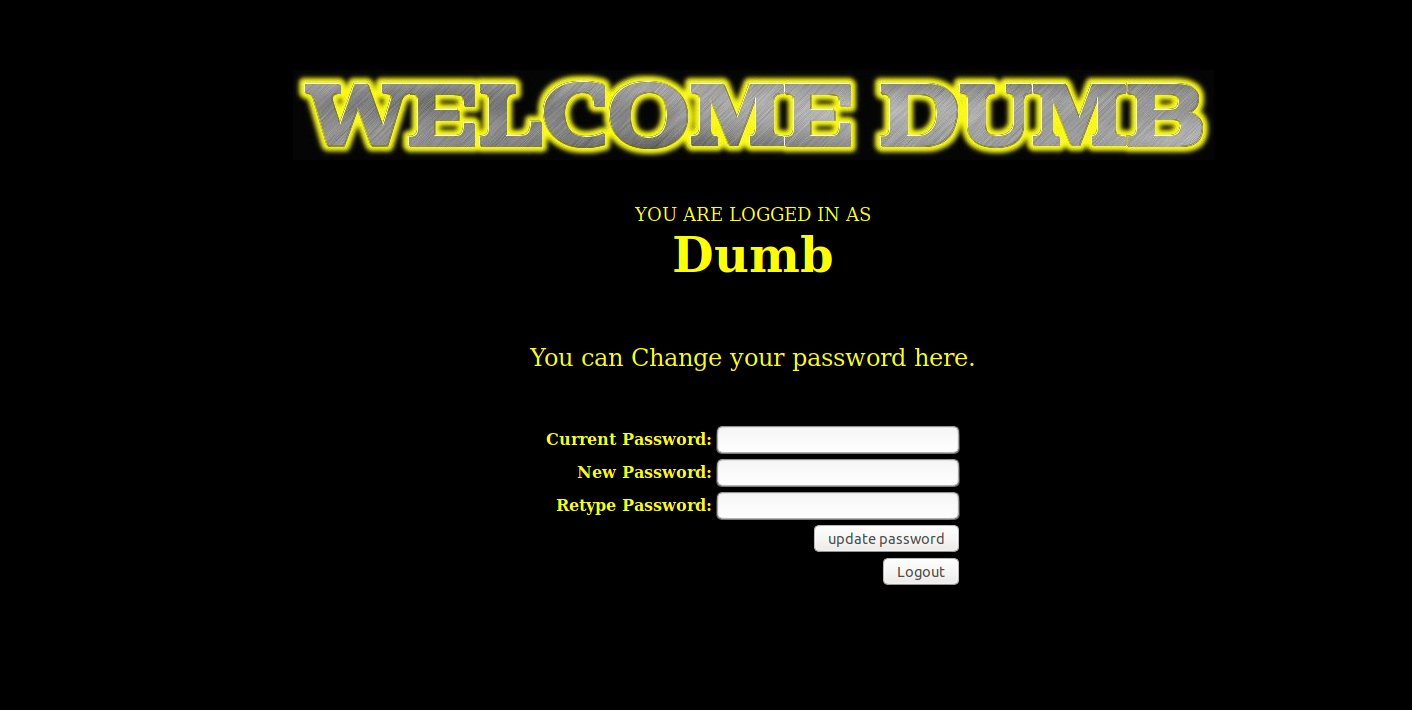 WELCOME DUMB
YOU ARE LOGGED IN AS
Dumb
You can Change your password here.
Current Password:
New Password:
Retype Password:
update password
Logout